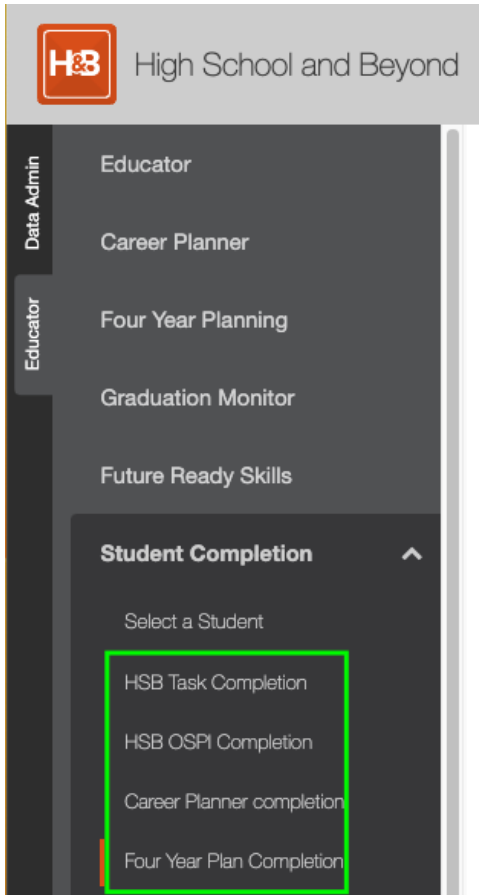 H&B High School and Beyond
Data Admin
Educator
Educator
Career Planner
Four Year Planning
Graduation Monitor
Future Ready Skills
Student Completion
Select a Student
HSB Task Completion
HSB OSPI Completion
Career Planner completion
Four Year Plan Completion